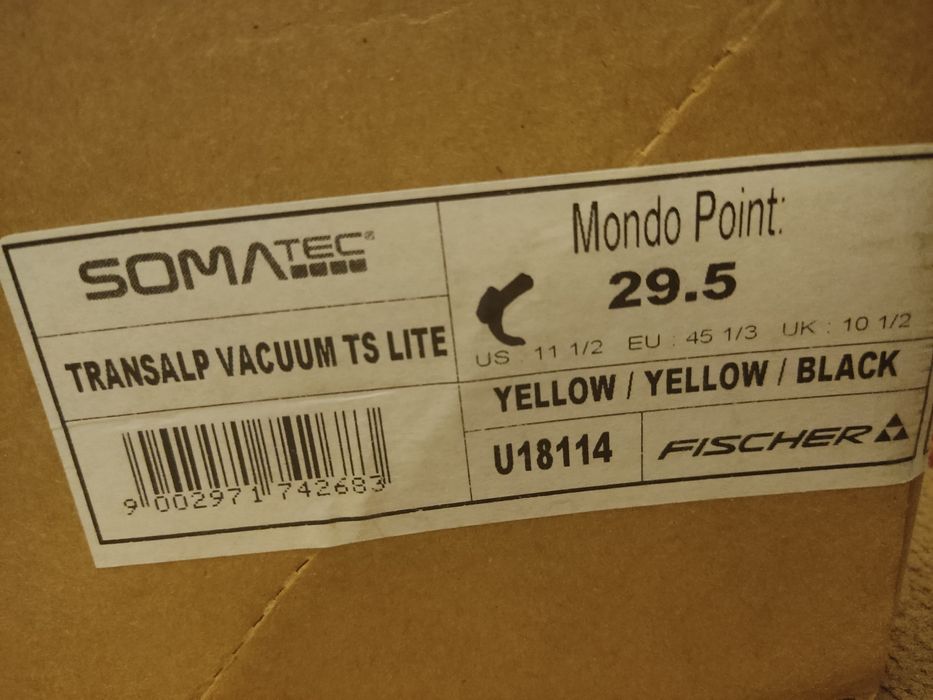 SOMATEC®
TRANSALP VACUUM TS LITE
9 002971 742683
Mondo Point:
29.5
US : 11 1/2 EU : 45 1/3 UK : 10 1/2
YELLOW / YELLOW / BLACK
U18114
FISCHER